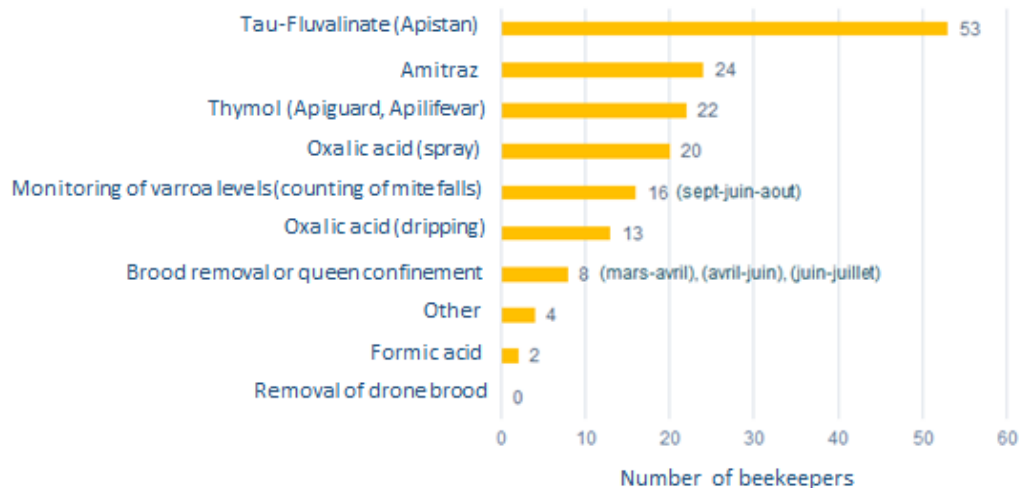 Tau-Fluvalinate (Apistan) 53
Amitraz 24
Thymol (Apiguard, Apilifevar) 22
Oxalic acid (spray) 20
Monitoring of varroa levels (counting of mite falls) 16 (sept-juin-aout)
Oxalic acid (dripping) 13
Brood removal or queen confinement 8 (mars-avril), (avril-juin), (juin-juillet)
Other 4
Formic acid 2
Removal of drone brood 0
0 10 20 30 40 50 60
Number of beekeepers